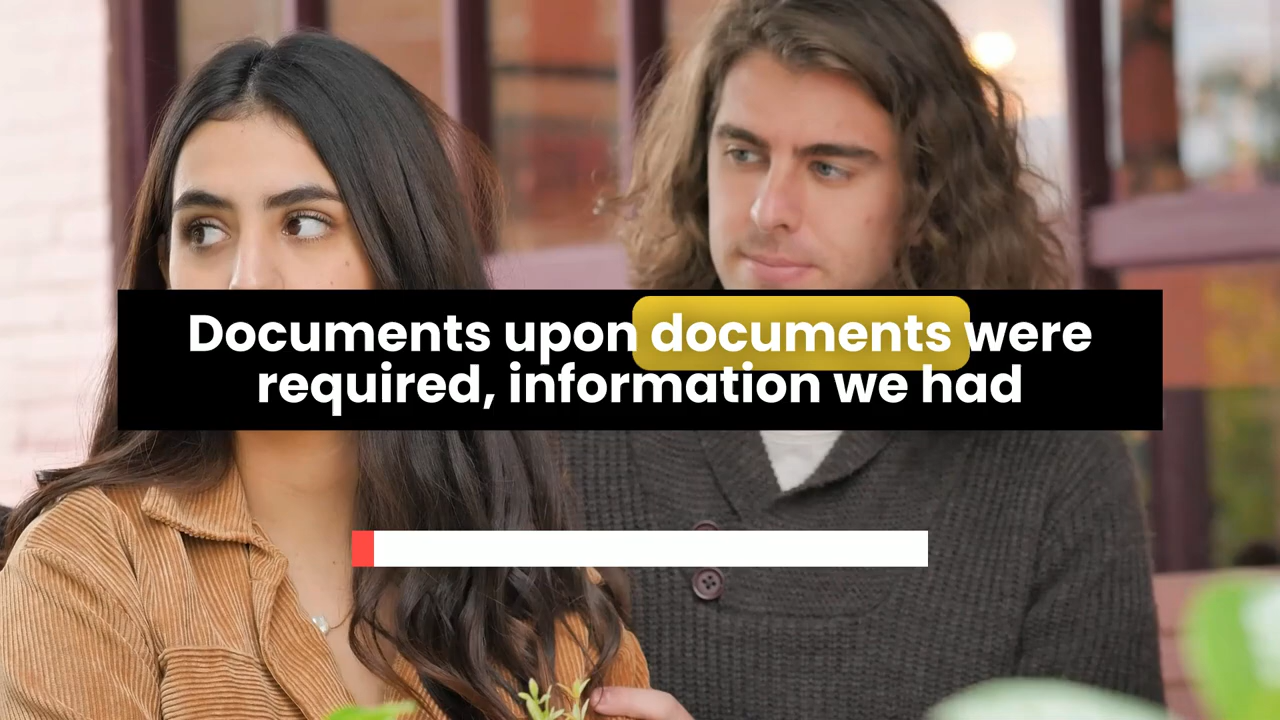 Documents upon documents were
required, information we had